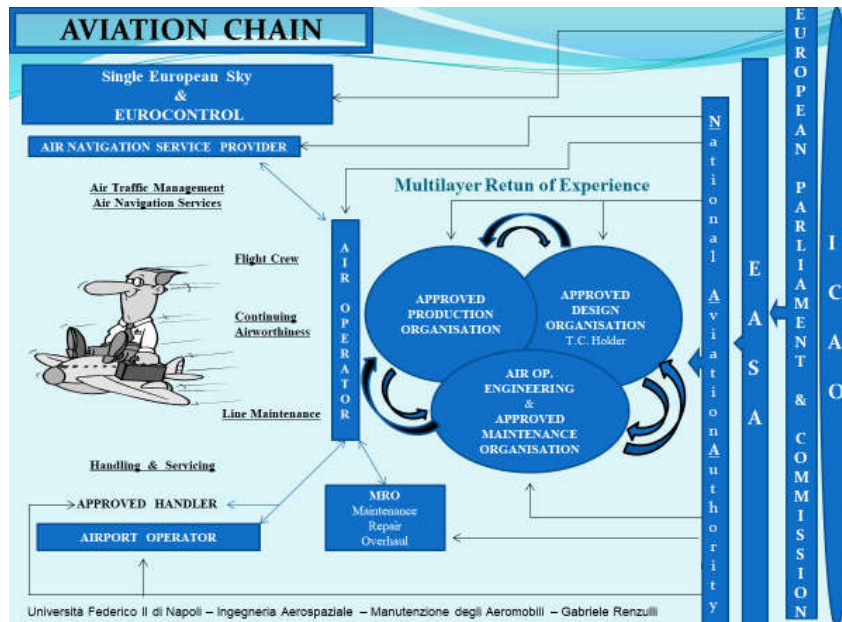 AVIATION CHAIN
Single European Sky
&
EUROCONTROL
AIR NAVIGATION SERVICE PROVIDER
Air Traffic Management
Air Navigation Services
Multilayer Retun of Experience
Flight Crew
Continuing
Airworthiness
Line Maintenance
AIR OPERATOR
APPROVED
PRODUCTION
ORGANISATION
APPROVED
DESIGN
ORGANISATION
T.C. Holder
AIR OP.
ENGINEERING
&
APPROVED
MAINTENANCE
ORGANISATION
Handling & Servicing
APPROVED HANDLER
AIRPORT OPERATOR
MRO
Maintenance
Repair
Overhaul
National Aviation Authority
EASA
EUROPEAN PARLIAMENT & COMMISSION
ICAO
Università Federico II di Napoli – Ingegneria Aerospaziale – Manutenzione degli Aeromobili – Gabriele Renzulli